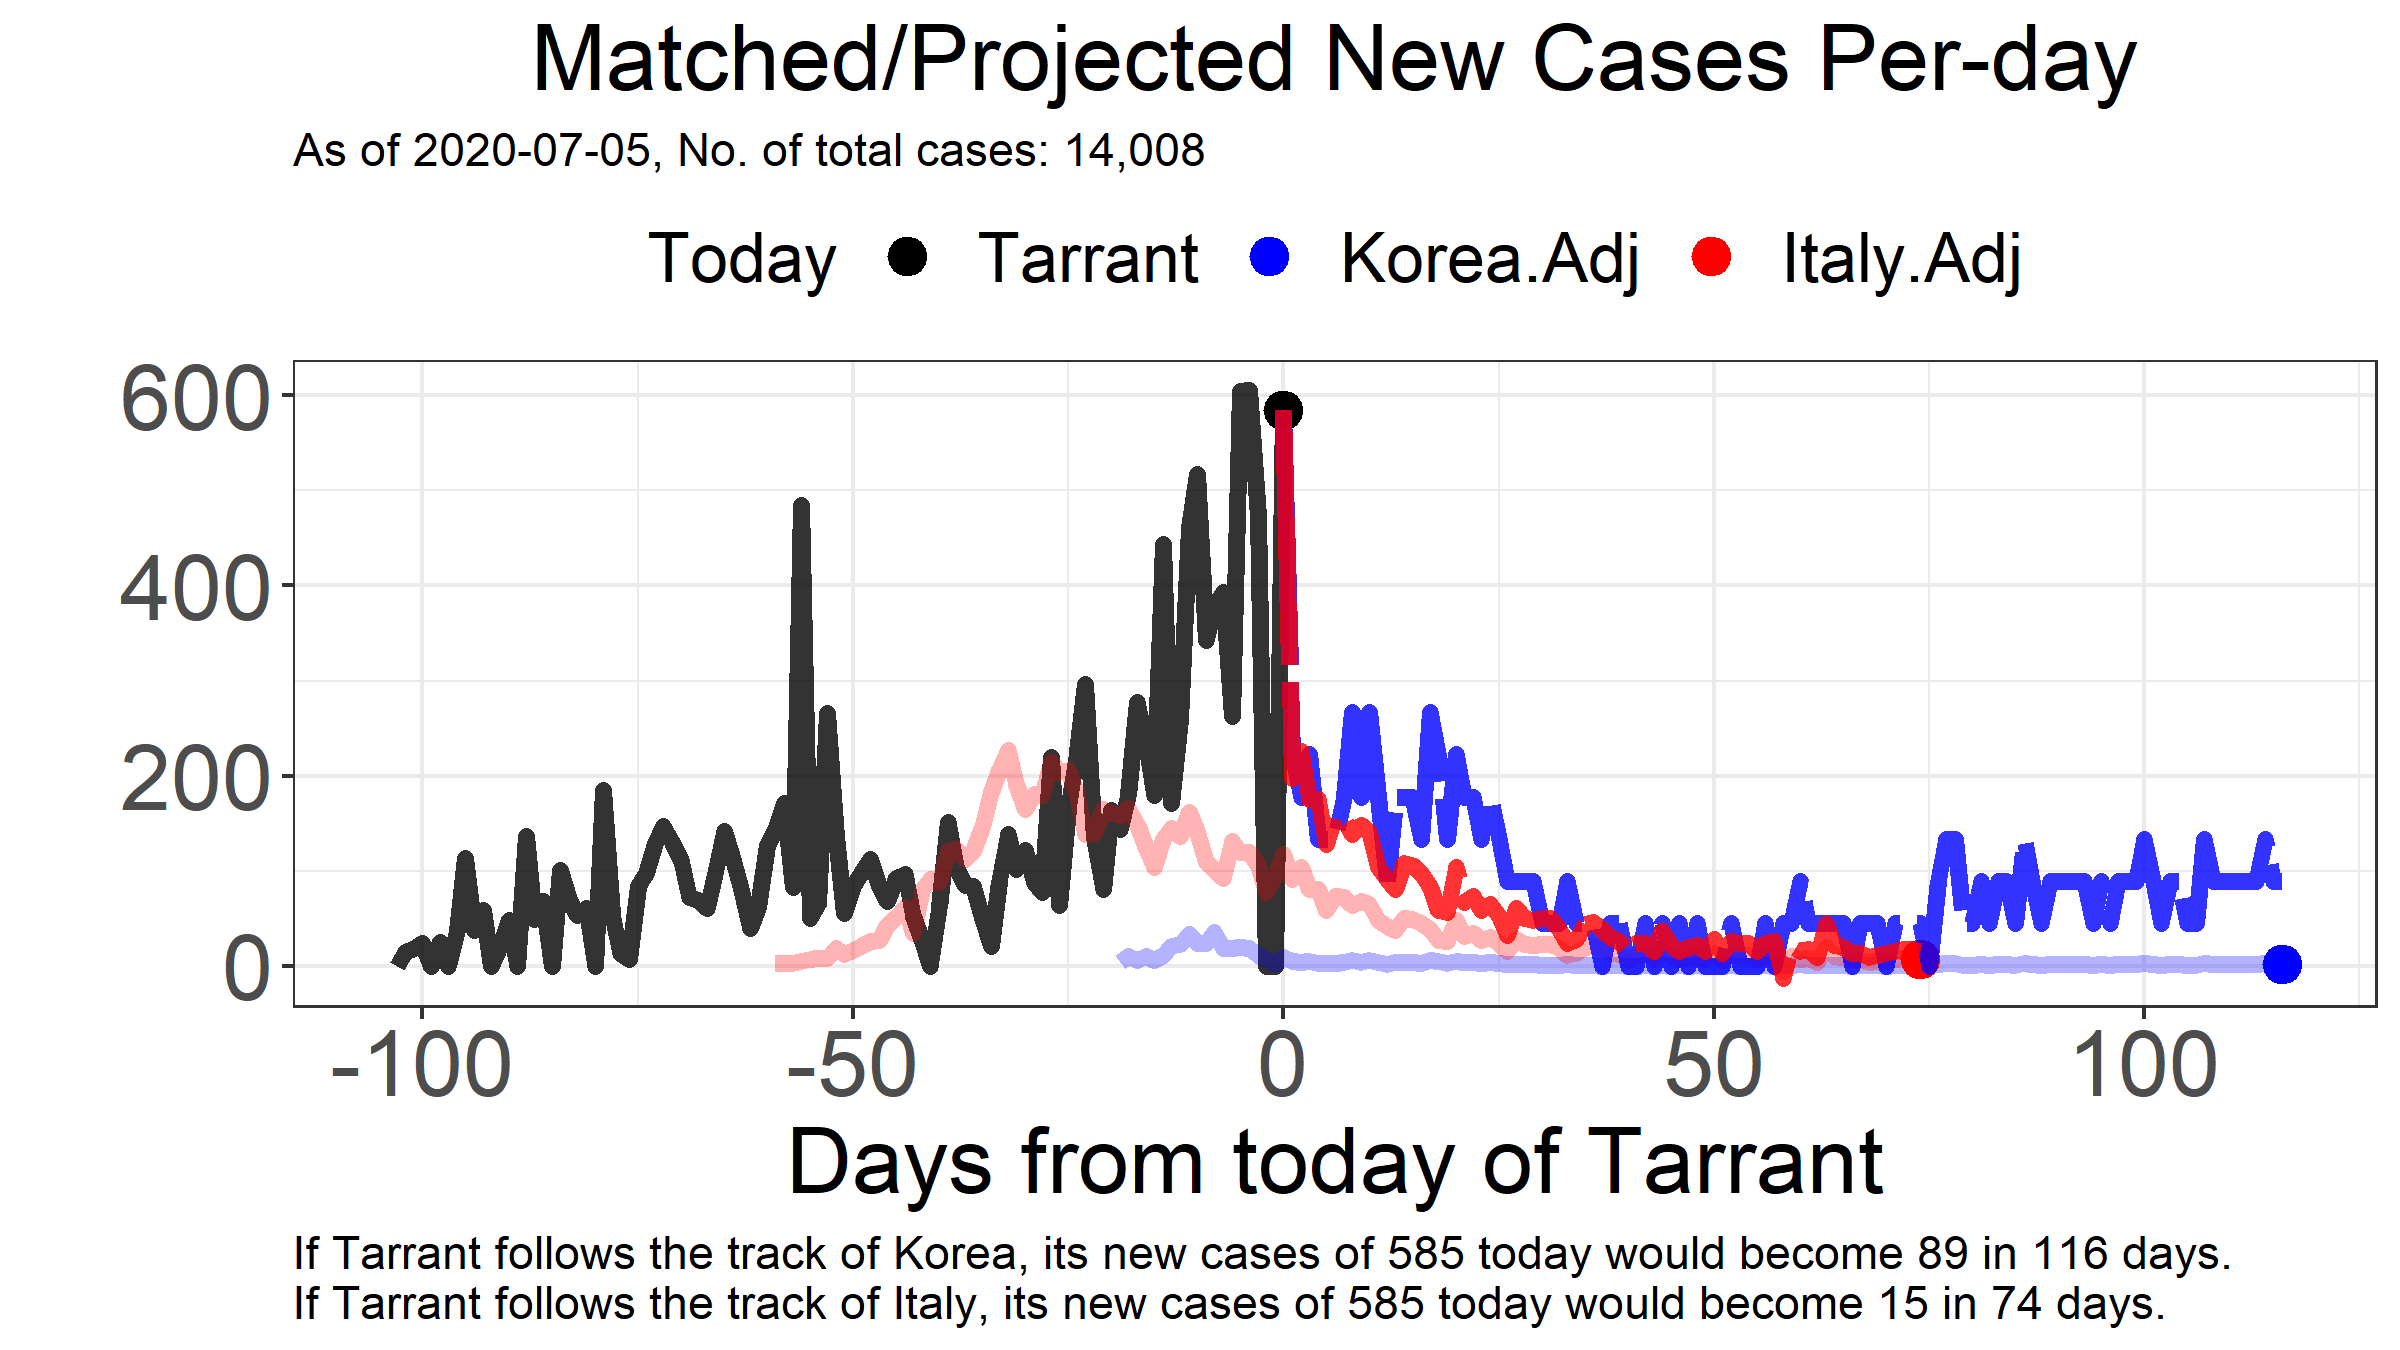 Matched/Projected New Cases Per-day
As of 2020-07-05, No. of total cases: 14,008
Today Tarrant Korea.Adj Italy.Adj
600
400
200
0
-100 -50 0 50 100
Days from today of Tarrant
If Tarrant follows the track of Korea, its new cases of 585 today would become 89 in 116 days.
If Tarrant follows the track of Italy, its new cases of 585 today would become 15 in 74 days.